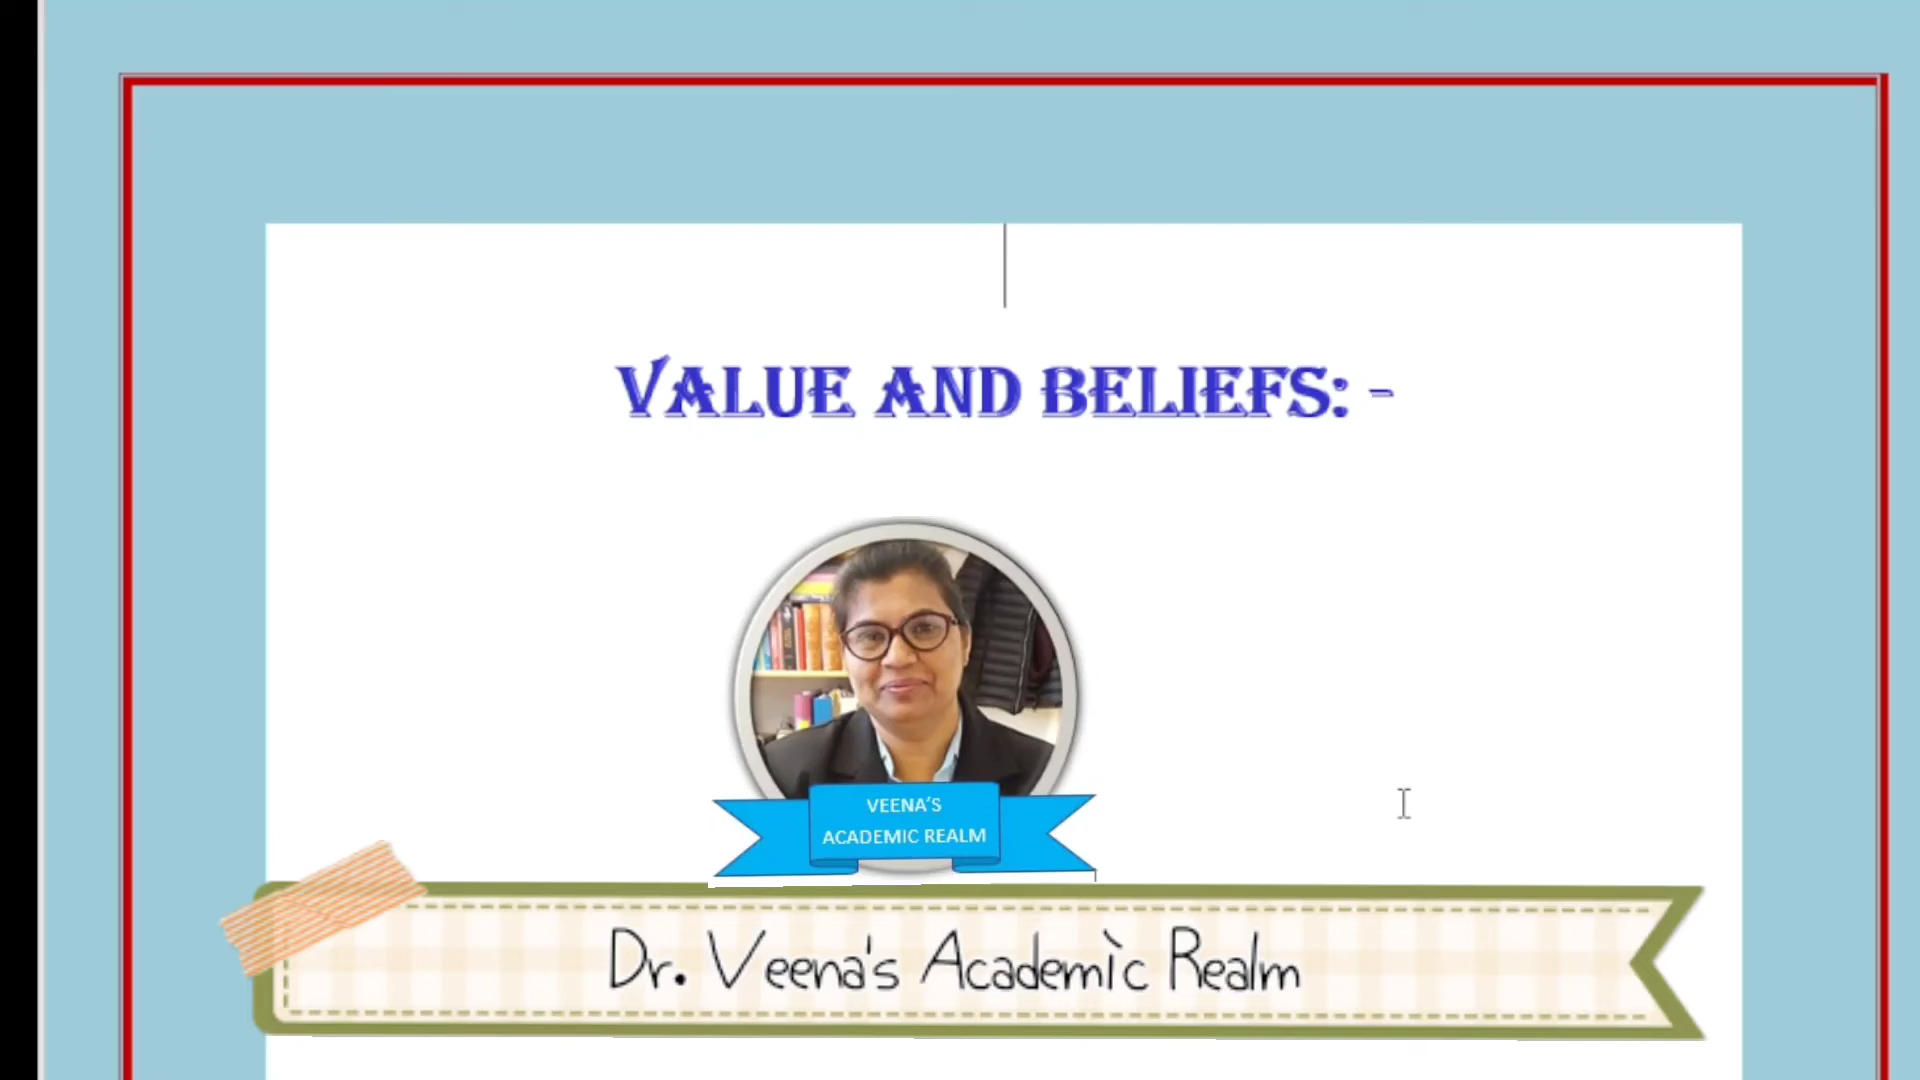 VALUE AND BELIEFS: -
VEENA'S
ACADEMIC REALM
Dr. Veena's Academic Realm